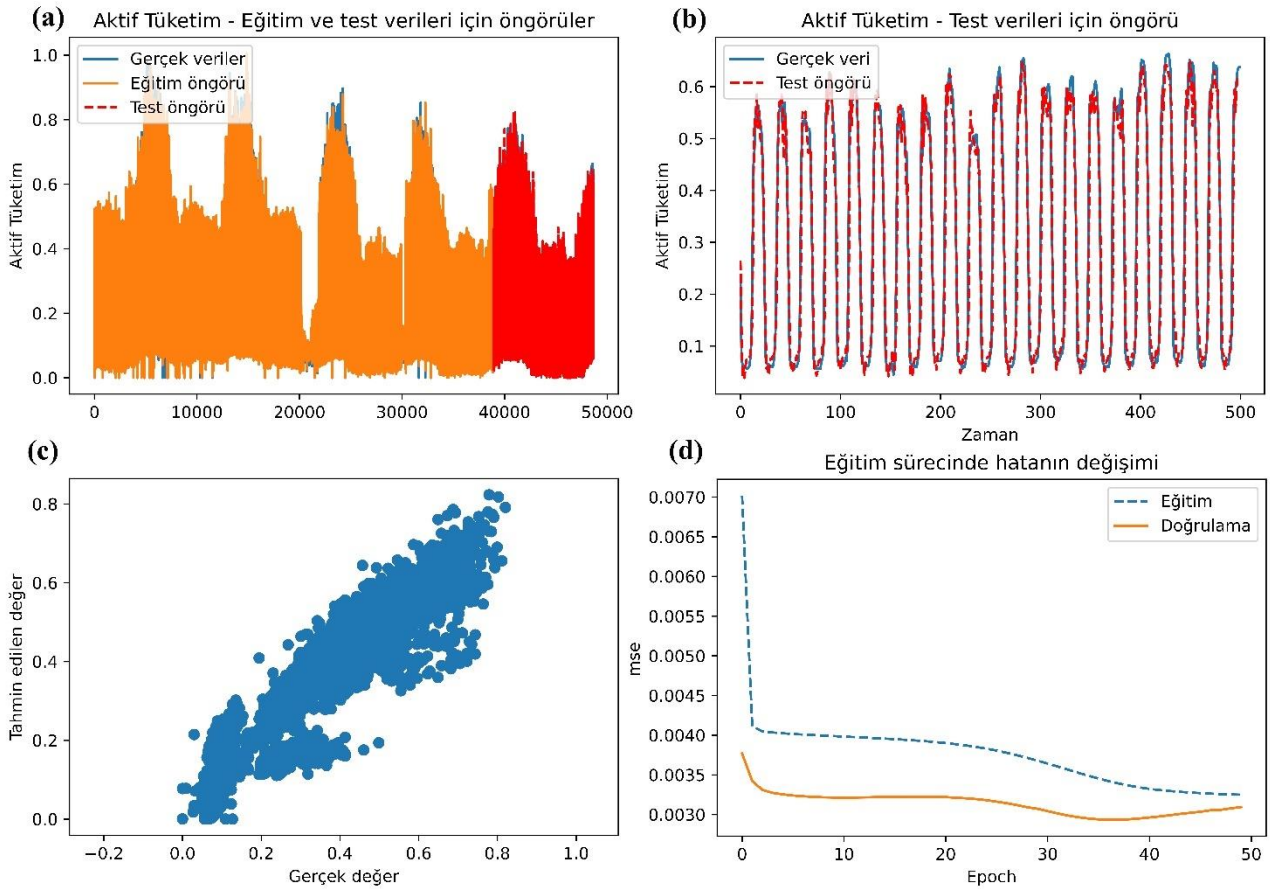 (a)
Aktif Tüketim - Eğitim ve test verileri için öngörüler
Gerçek veriler
Eğitim öngörü
Test öngörü
Aktif Tüketim
1.0
0.8
0.6
0.4
0.2
0.0
0 10000 20000 30000 40000 50000
(b)
Aktif Tüketim - Test verileri için öngörü
Gerçek veri
Test öngörü
Aktif Tüketim
0.6
0.5
0.4
0.3
0.2
0.1
0 100 200 300 400 500
Zaman
(c)
Tahmin edilen değer
0.8
0.6
0.4
0.2
0.0
−0.2 0.0 0.2 0.4 0.6 0.8 1.0
Gerçek değer
(d)
Eğitim sürecinde hatanın değişimi
Eğitim
Doğrulama
mse
0.0070
0.0065
0.0060
0.0055
0.0050
0.0045
0.0040
0.0035
0.0030
0 10 20 30 40 50
Epoch